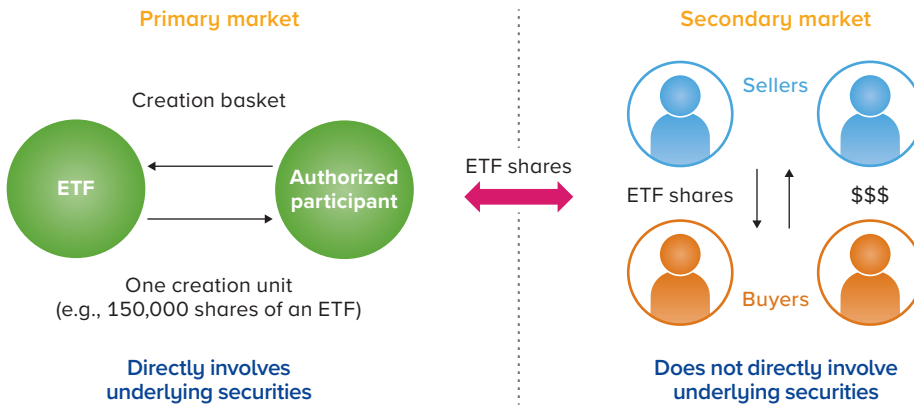 Primary market
Creation basket
ETF
Authorized
participant
One creation unit
(e.g., 150,000 shares of an ETF)
Directly involves
underlying securities
ETF shares
Secondary market
Sellers
ETF shares
$$$
Buyers
Does not directly involve
underlying securities